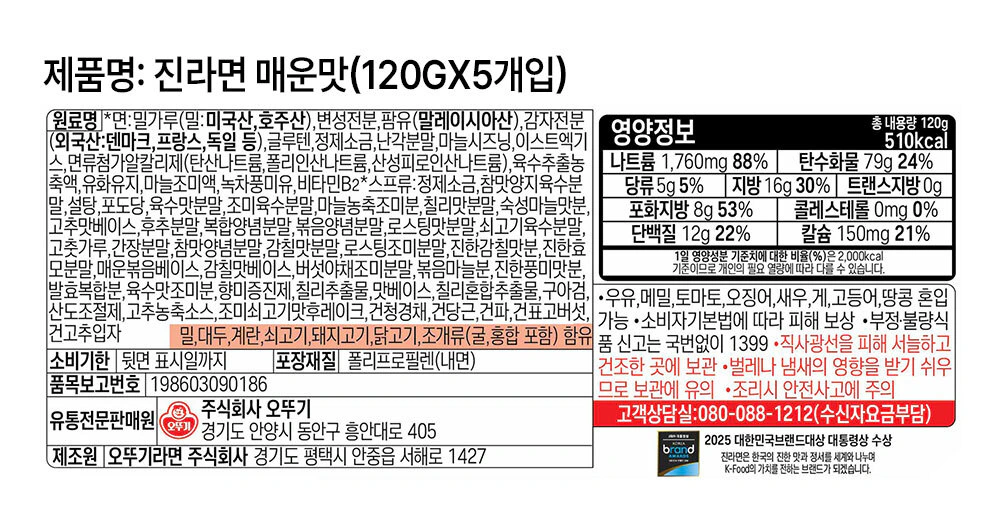 제품명: 진라면 매운맛(120GX5개입)
원료명 *면:밀가루(밀:미국산,호주산),변성전분,팜유(말레이시아산),감자전분
(외국산:덴마크,프랑스,독일 등),글루텐,정제소금,난각분말,마늘시즈닝,이스트엑기
스,면류첨가알칼리제(탄산나트륨,폴리인산나트륨,산성피로인산나트륨),육수추출농
축액,유화유지,마늘조미액,녹차풍미유,비타민B2*스프류:정제소금,참맛양지육수분
말,설탕,포도당,육수맛분말,조미육수분말,마늘농축조미분,칠리맛분말,숙성마늘맛분,
고추맛베이스,후추분말,복합양념분말,볶음양념분말,로스팅맛분말,쇠고기육수분말,
고춧가루,간장분말,참맛양념분말,감칠맛분말,로스팅조미분말,진한감칠맛분,진한효
모분말,매운볶음베이스,감칠맛베이스,버섯야채조미분말,볶음마늘분,진한풍미맛분,
발효복합분,육수맛조미분,향미증진제,칠리추출물,맛베이스,칠리혼합추출물,구아검,
산도조절제,고추농축소스,조미쇠고기맛후레이크,건청경채,건당근,건파,건표고버섯,
건고추입자 밀,대두,계란,쇠고기,돼지고기,닭고기,조개류(굴,홍합 포함) 함유
소비기한 뒷면 표시일까지 포장재질 폴리프로필렌(내면)
품목보고번호 198603090186
유통전문판매원 오뚜기 주식회사 오뚜기
경기도 안양시 동안구 흥안대로 405
제조원 오뚜기라면 주식회사 경기도 평택시 안중읍 서해로 1427
영양정보 총 내용량 120g
510kcal
나트륨 1,760mg 88% 탄수화물 79g 24%
당류 5g 5% 지방 16g 30% 트랜스지방 0g
포화지방 8g 53% 콜레스테롤 0mg 0%
단백질 12g 22% 칼슘 150mg 21%
1일 영양성분 기준치에 대한 비율(%)은 2,000kcal
기준이므로 개인의 필요 열량에 따라 다를 수 있습니다.
•우유,메밀,토마토,오징어,새우,게,고등어,땅콩 혼입
가능 •소비자기본법에 따라 피해 보상 •부정·불량식
품 신고는 국번없이 1399 •직사광선을 피해 서늘하고
건조한 곳에 보관 •벌레나 냄새의 영향을 받기 쉬우
므로 보관에 유의 •조리시 안전사고에 주의
고객상담실:080-088-1212(수신자요금부담)
KOREA
brand
AWARDS
2025 대한민국브랜드대상 대통령상 수상
진라면은 한국의 진한 맛과 정서를 세계와 나누며
K-Food의 가치를 전하는 브랜드가 되겠습니다.